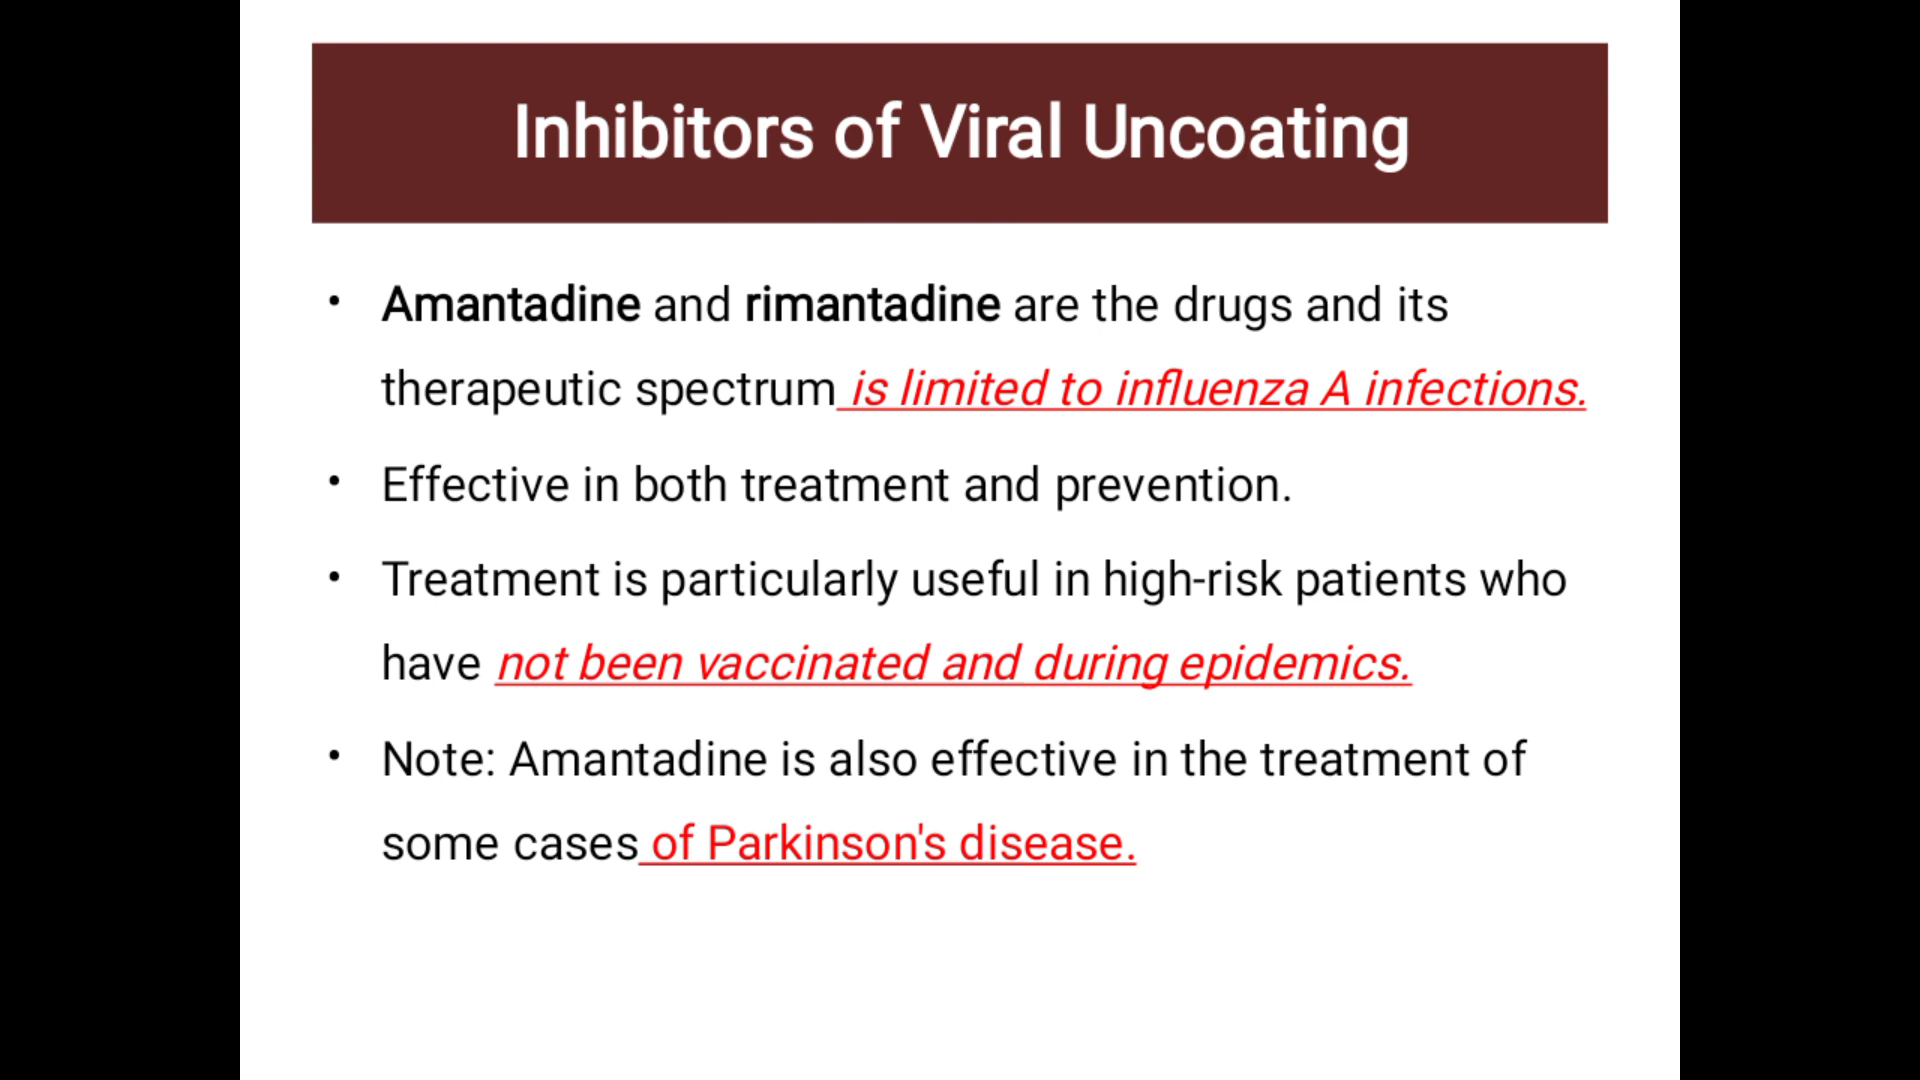 Inhibitors of Viral Uncoating
• Amantadine and rimantadine are the drugs and its
therapeutic spectrum is limited to influenza A infections.
• Effective in both treatment and prevention.
• Treatment is particularly useful in high-risk patients who
have not been vaccinated and during epidemics.
• Note: Amantadine is also effective in the treatment of
some cases of Parkinson's disease.